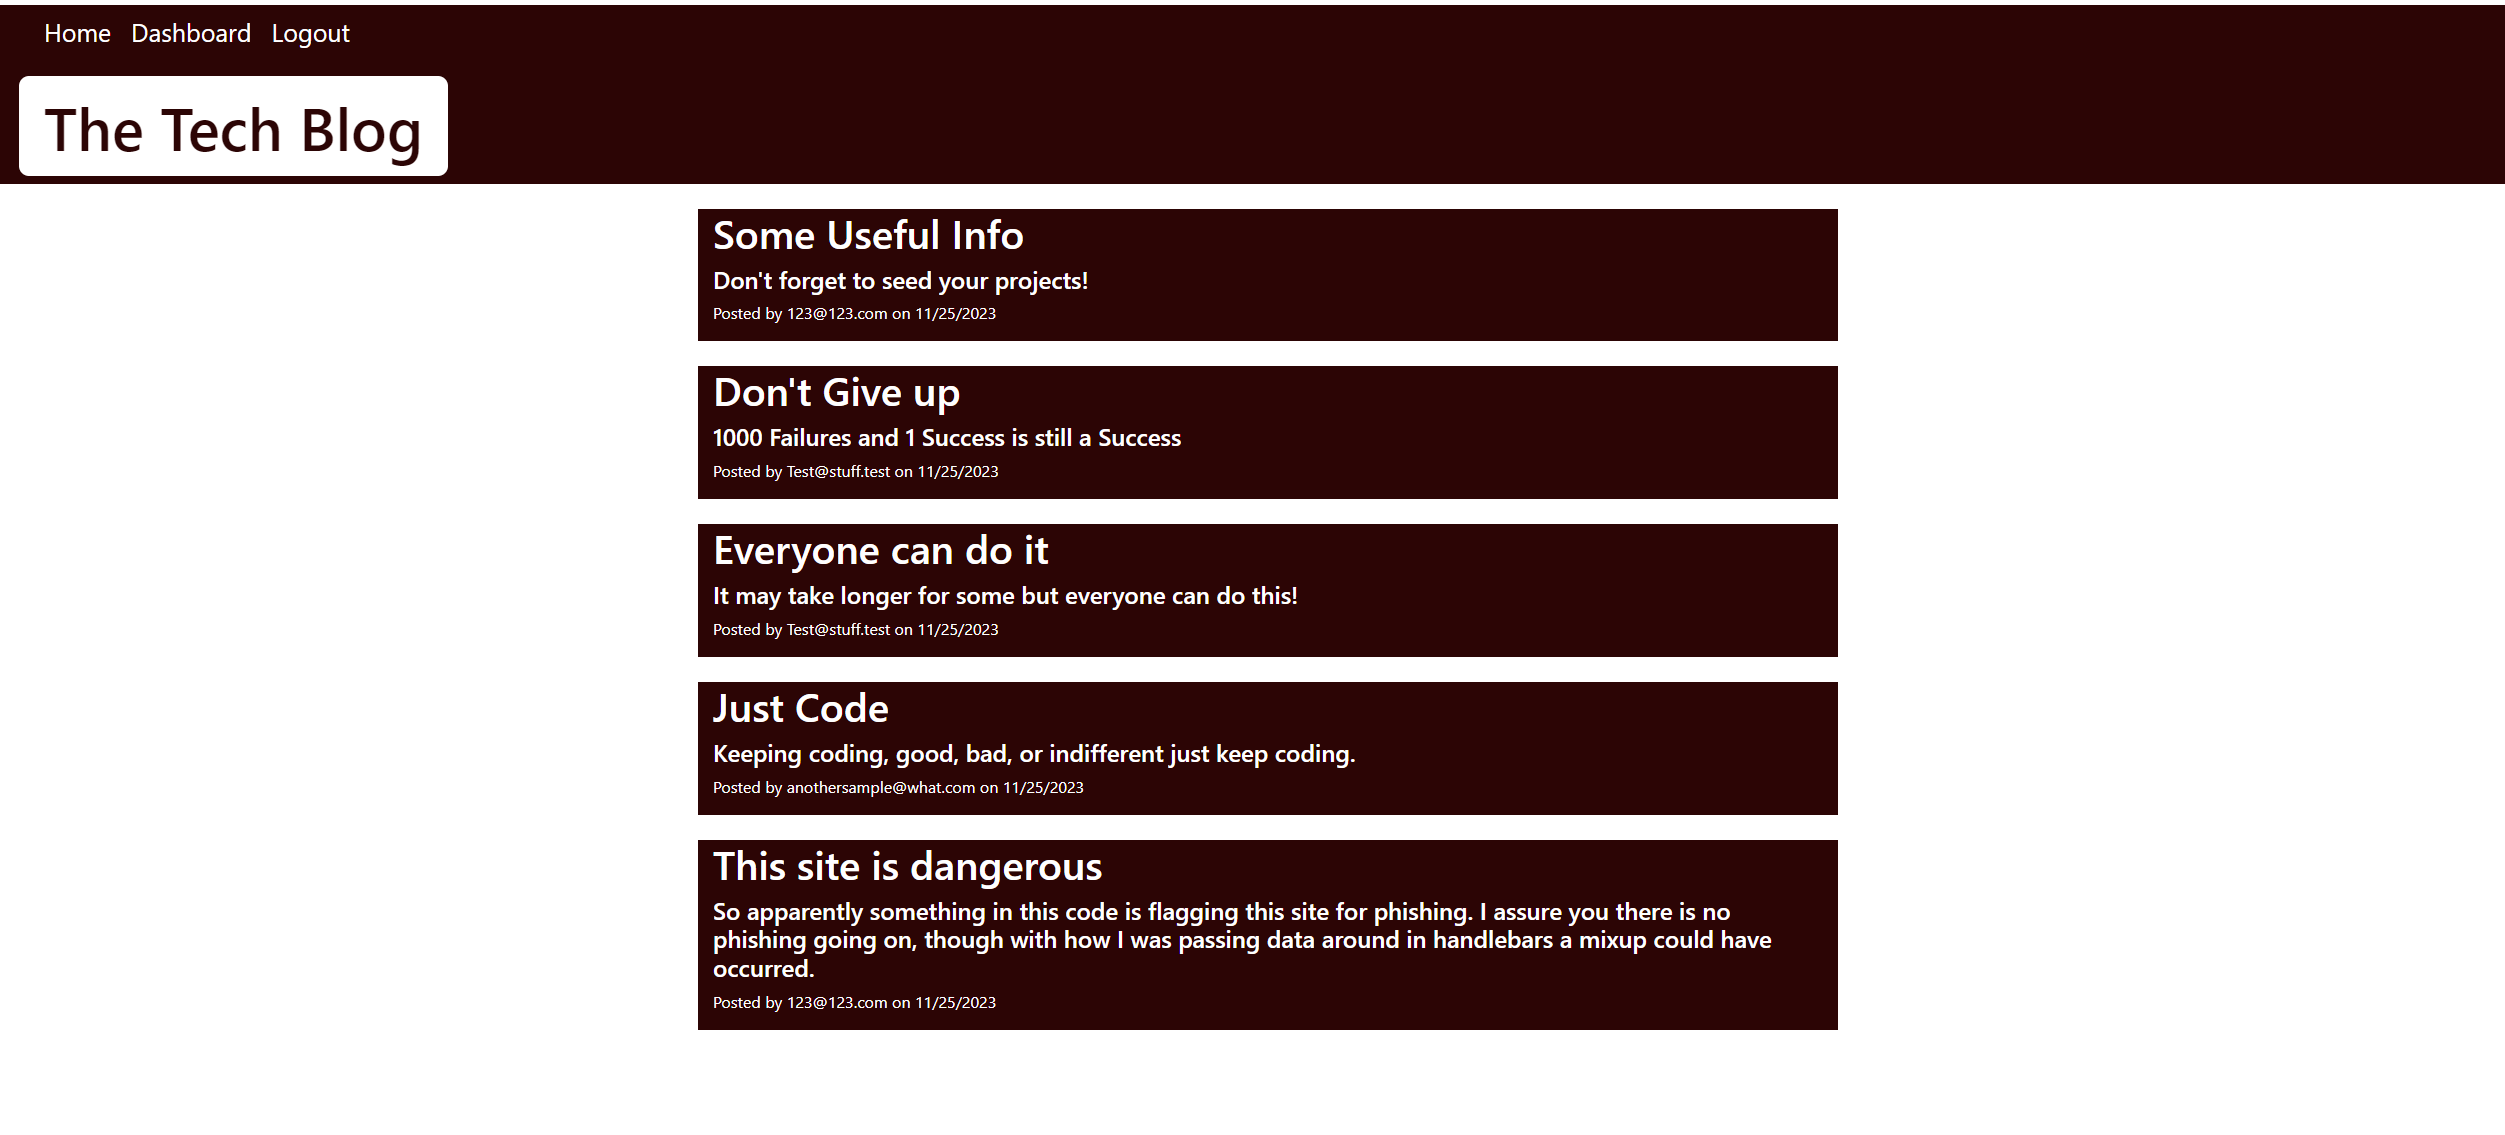 Home Dashboard Logout
The Tech Blog
Some Useful Info
Don't forget to seed your projects!
Posted by 123@123.com on 11/25/2023
Don't Give up
1000 Failures and 1 Success is still a Success
Posted by Test@stuff.test on 11/25/2023
Everyone can do it
It may take longer for some but everyone can do this!
Posted by Test@stuff.test on 11/25/2023
Just Code
Keeping coding, good, bad, or indifferent just keep coding.
Posted by anothersample@what.com on 11/25/2023
This site is dangerous
So apparently something in this code is flagging this site for phishing. I assure you there is no
phishing going on, though with how I was passing data around in handlebars a mixup could have
occurred.
Posted by 123@123.com on 11/25/2023